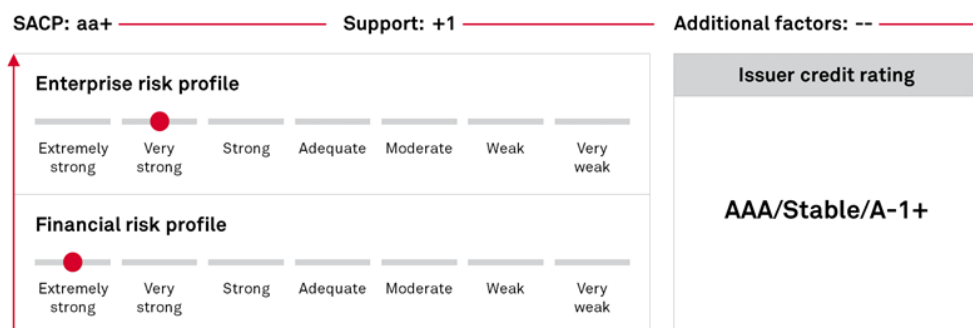 SACP: aa+
Support: +1
Additional factors: --
Enterprise risk profile
Extremely strong
Very strong
Strong
Adequate
Moderate
Weak
Very weak
Financial risk profile
Extremely strong
Very strong
Strong
Adequate
Moderate
Weak
Very weak
Issuer credit rating
AAA/Stable/A-1+